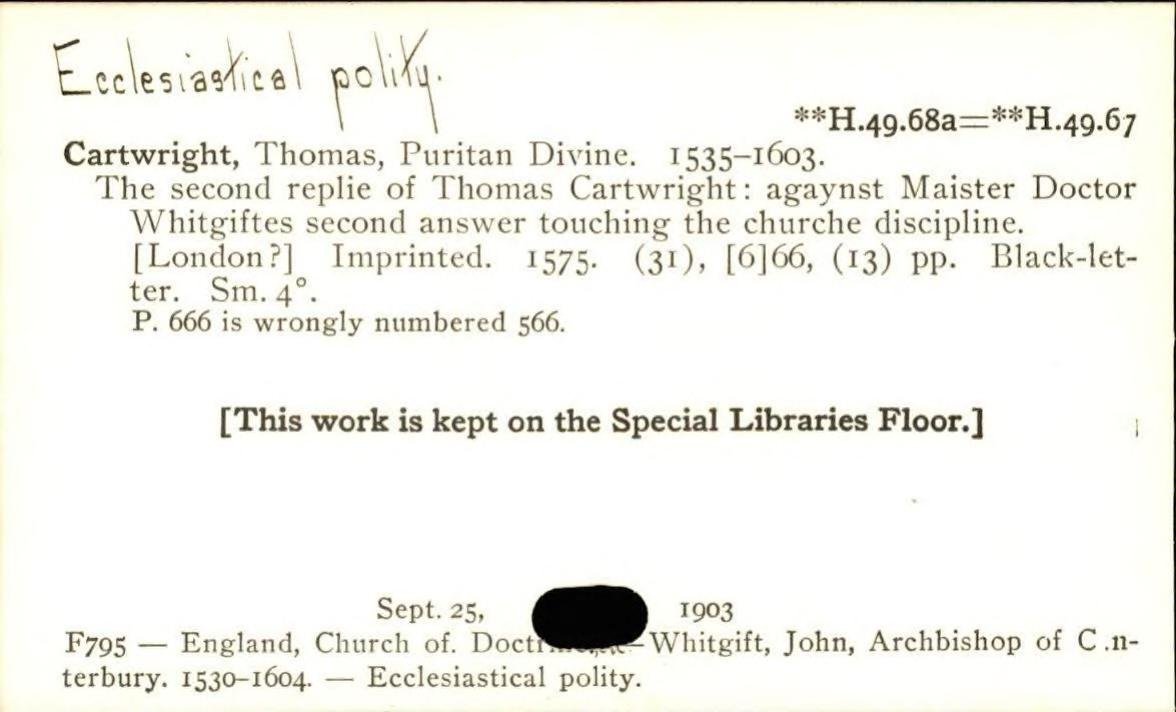 Ecclesiastical polity.
**H.49.68a=**H.49.67
Cartwright, Thomas, Puritan Divine. 1535-1603.
The second replie of Thomas Cartwright: agaynst Maister Doctor
Whitgiftes second answer touching the churche discipline.
[London?] Imprinted. 1575. (31), [6]66, (13) pp. Black-let-
ter. Sm. 4°.
P. 666 is wrongly numbered 566.
[This work is kept on the Special Libraries Floor.]
Sept. 25, 1903
F795 — England, Church of. — Whitgift, John, Archbishop of C.n-
terbury. 1530-1604. — Ecclesiastical polity.